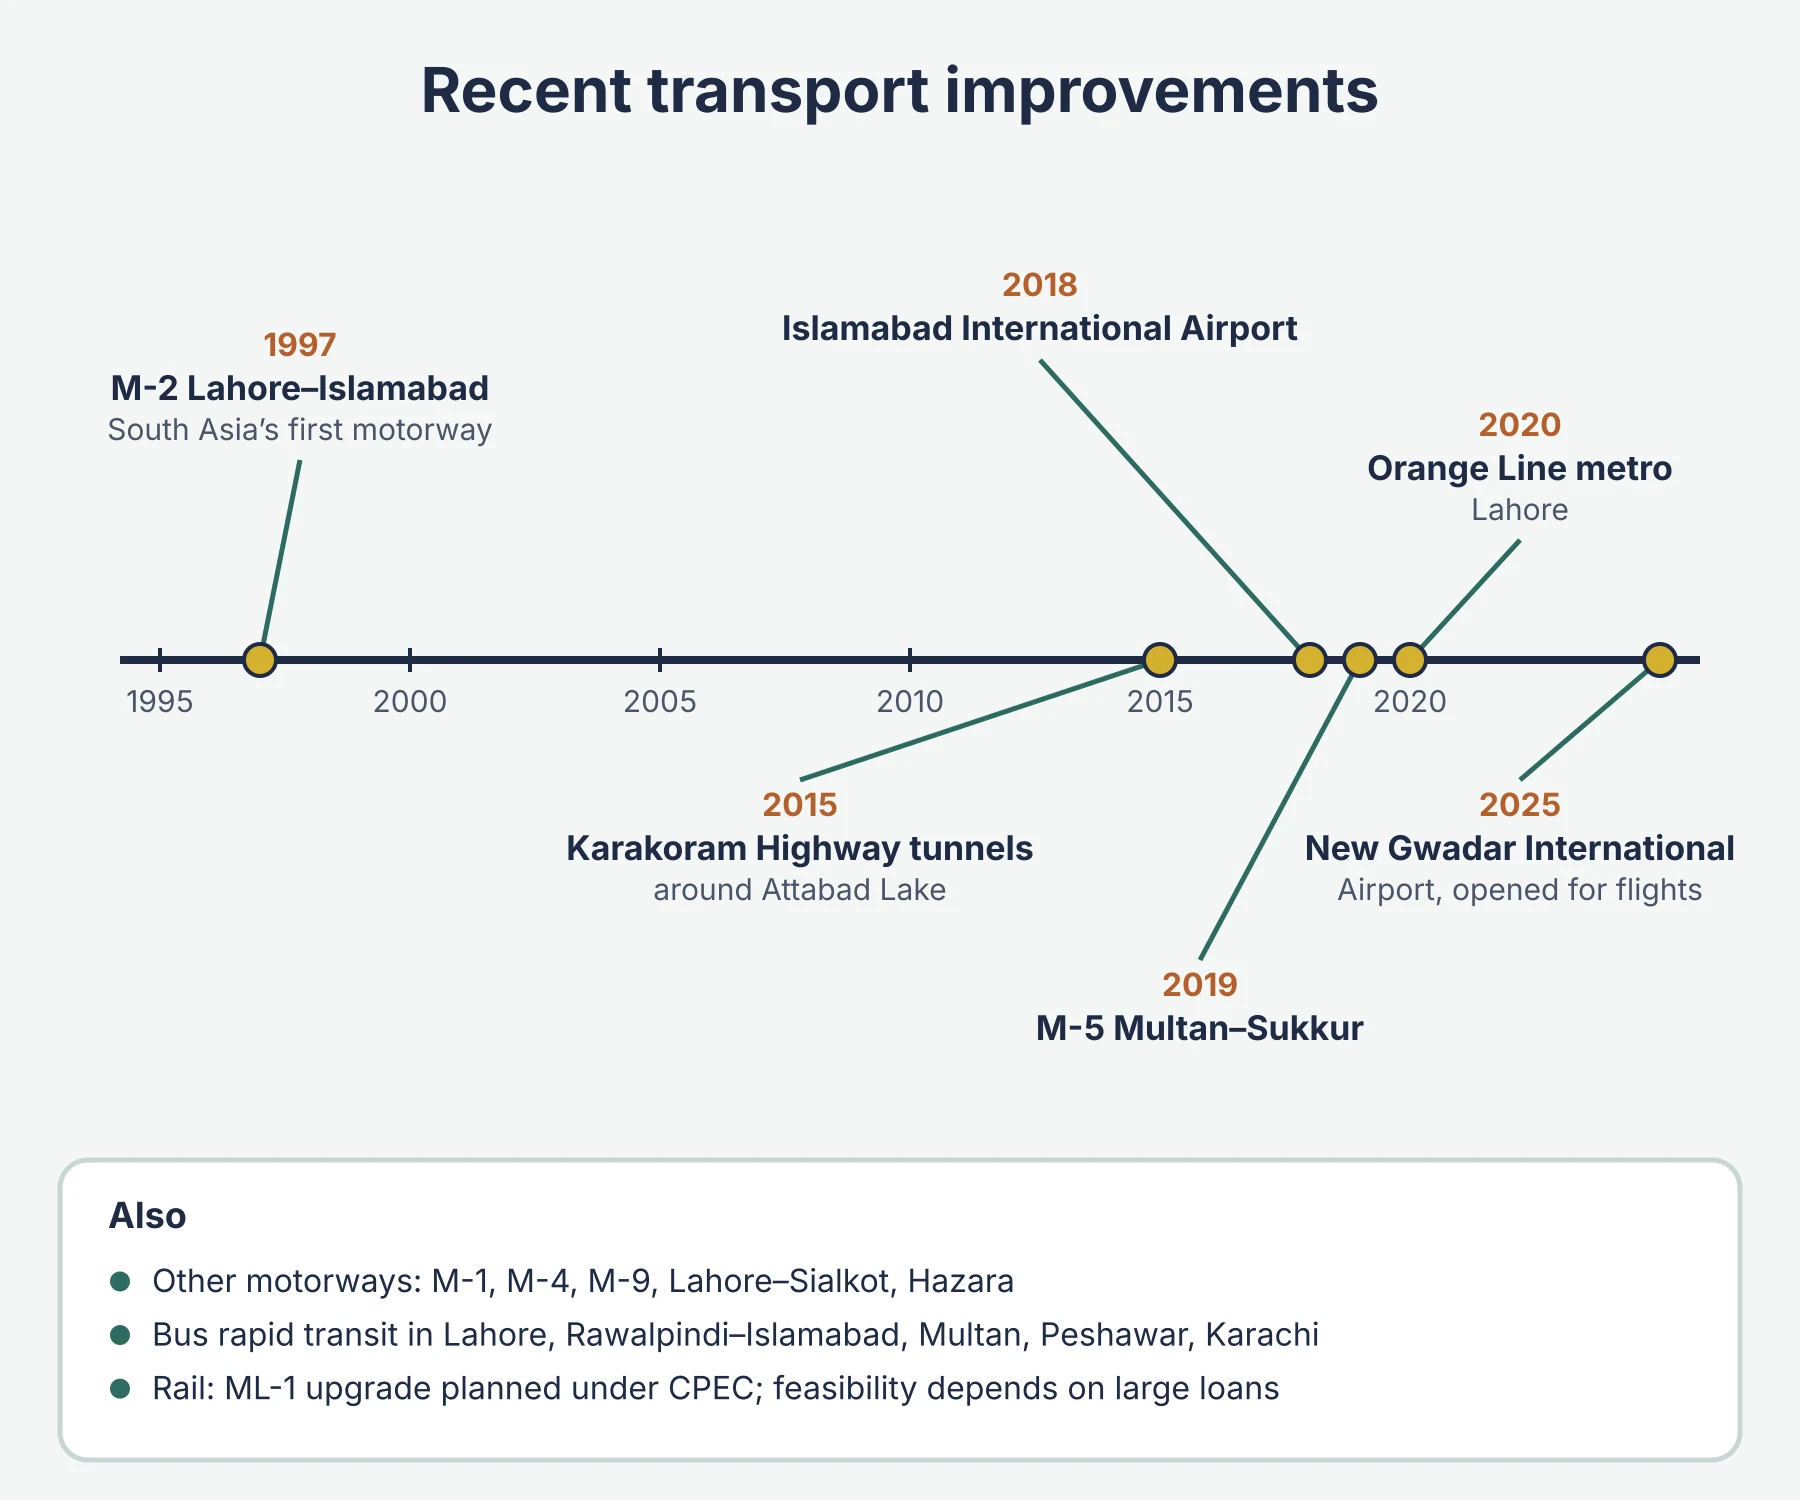 Recent transport improvements
1997
M-2 Lahore–Islamabad
South Asia’s first motorway
2018
Islamabad International Airport
2020
Orange Line metro
Lahore
1995
2000
2005
2010
2015
2020
2015
Karakoram Highway tunnels
around Attabad Lake
2025
New Gwadar International
Airport, opened for flights
2019
M-5 Multan–Sukkur
Also
Other motorways: M-1, M-4, M-9, Lahore–Sialkot, Hazara
Bus rapid transit in Lahore, Rawalpindi–Islamabad, Multan, Peshawar, Karachi
Rail: ML-1 upgrade planned under CPEC; feasibility depends on large loans